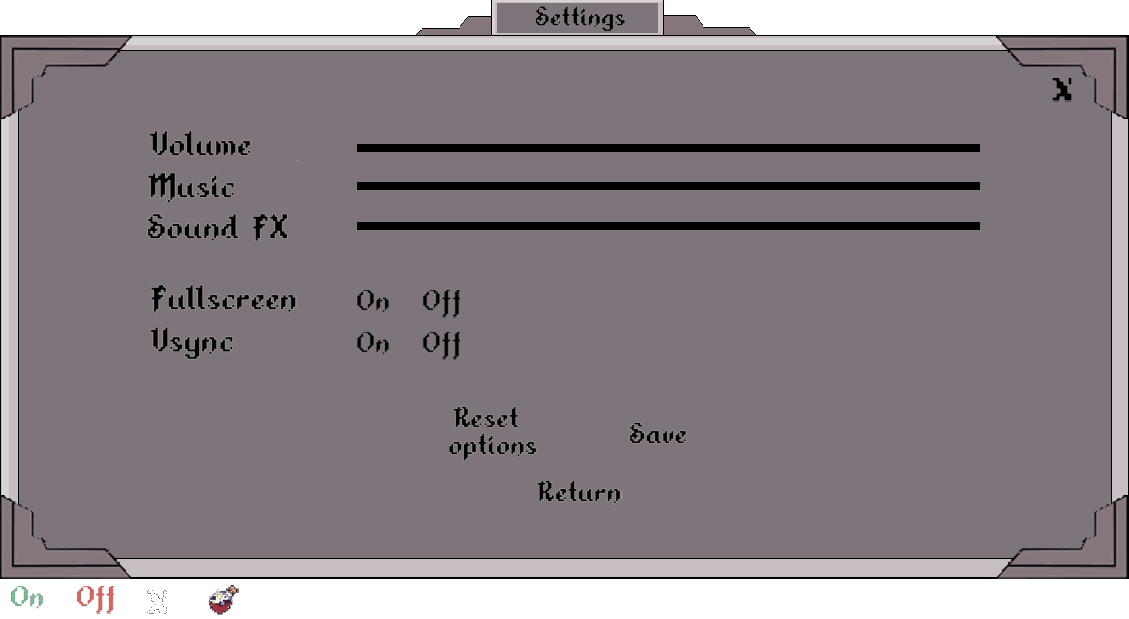 Settings
X
Volume
Music
Sound FX
Fullscreen On Off
Vsync On Off
Reset
options
Save
Return
On Off X